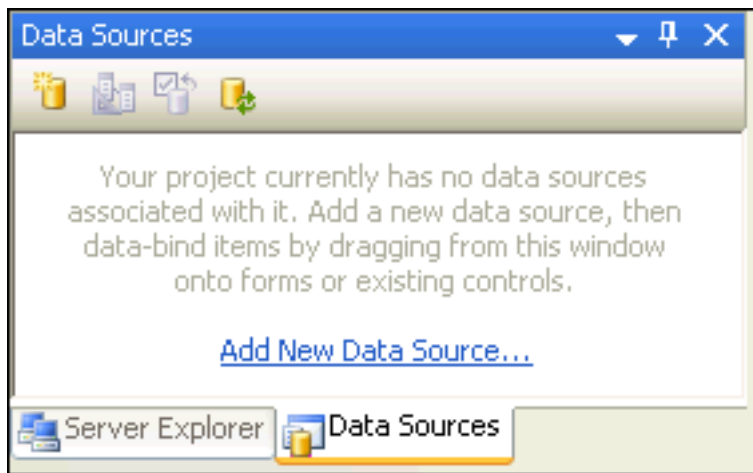 Data Sources
Your project currently has no data sources
associated with it. Add a new data source, then
data-bind items by dragging from this window
onto forms or existing controls.
Add New Data Source...
Server Explorer
Data Sources